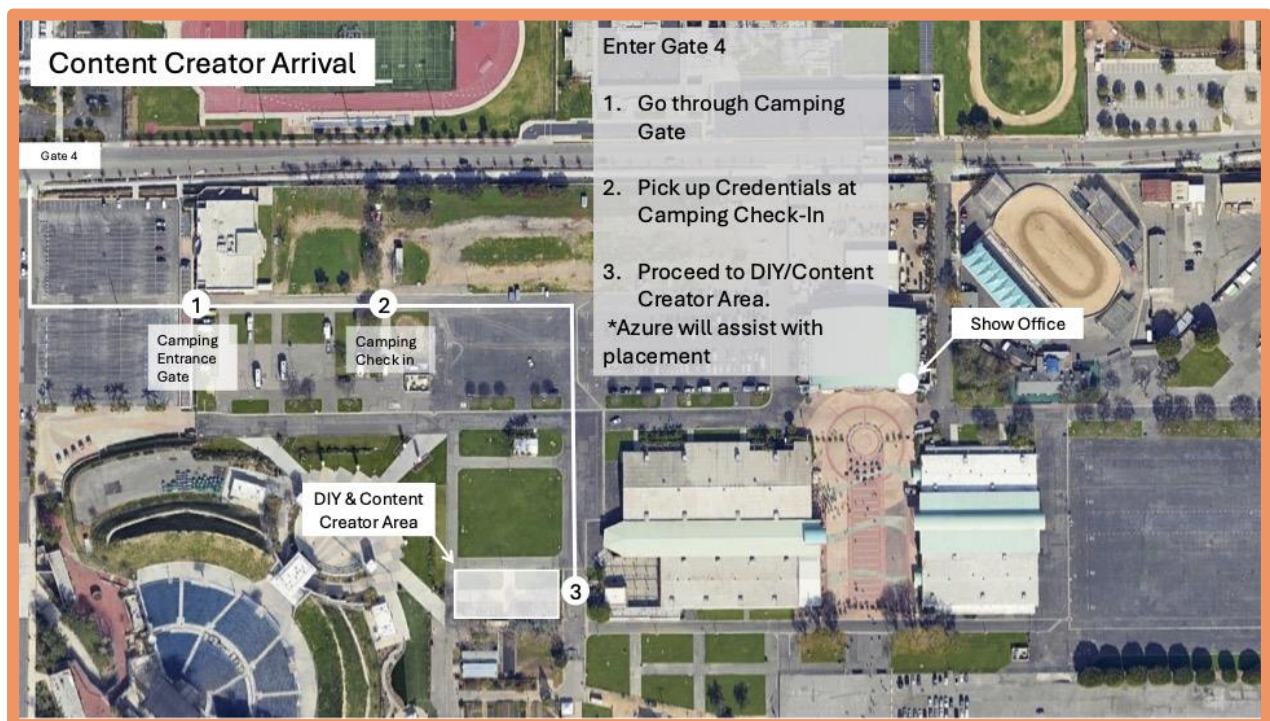 Content Creator Arrival
Enter Gate 4
1. Go through Camping
Gate
2. Pick up Credentials at
Camping Check-In
3. Proceed to DIY/Content
Creator Area.
*Azure will assist with
placement
Gate 4
1
Camping
Entrance
Gate
2
Camping
Check in
Show Office
DIY & Content
Creator Area
3